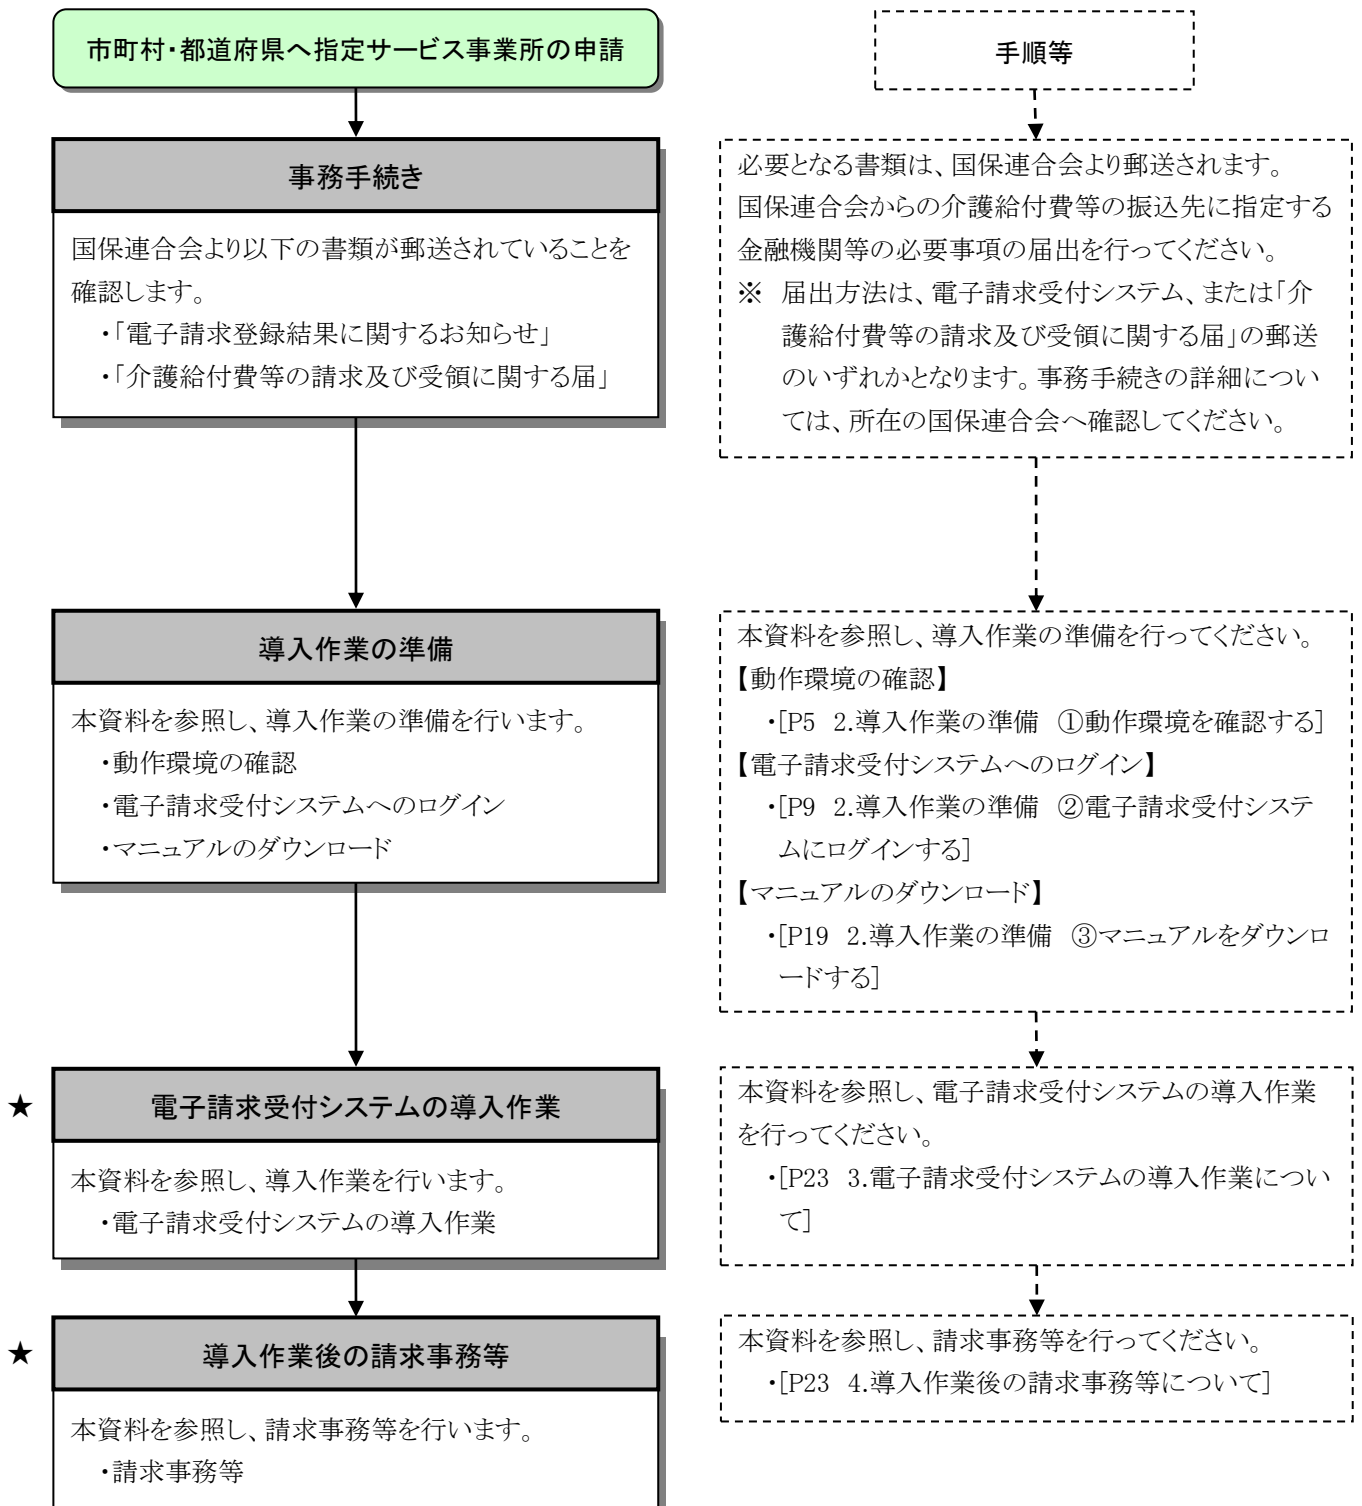 市町村・都道府県へ指定サービス事業所の申請
事務手続き
国保連合会より以下の書類が郵送されていることを
確認します。
・「電子請求登録結果に関するお知らせ」
・「介護給付費等の請求及び受領に関する届」
導入作業の準備
本資料を参照し、導入作業の準備を行います。
・動作環境の確認
・電子請求受付システムへのログイン
・マニュアルのダウンロード
★
電子請求受付システムの導入作業
本資料を参照し、導入作業を行います。
・電子請求受付システムの導入作業
★
導入作業後の請求事務等
本資料を参照し、請求事務等を行います。
・請求事務等
手順等
必要となる書類は、国保連合会より郵送されます。
国保連合会からの介護給付費等の振込先に指定する
金融機関等の必要事項の届出を行ってください。
※ 届出方法は、電子請求受付システム、または「介
護給付費等の請求及び受領に関する届」の郵送
のいずれかとなります。事務手続きの詳細につい
ては、所在の国保連合会へ確認してください。
本資料を参照し、導入作業の準備を行ってください。
【動作環境の確認】
・[P5 2.導入作業の準備 ①動作環境を確認する]
【電子請求受付システムへのログイン】
・[P9 2.導入作業の準備 ②電子請求受付システ
ムにログインする]
【マニュアルのダウンロード】
・[P19 2.導入作業の準備 ③マニュアルをダウンロ
ードする]
本資料を参照し、電子請求受付システムの導入作業
を行ってください。
・[P23 3.電子請求受付システムの導入作業につい
て]
本資料を参照し、請求事務等を行ってください。
・[P23 4.導入作業後の請求事務等について]